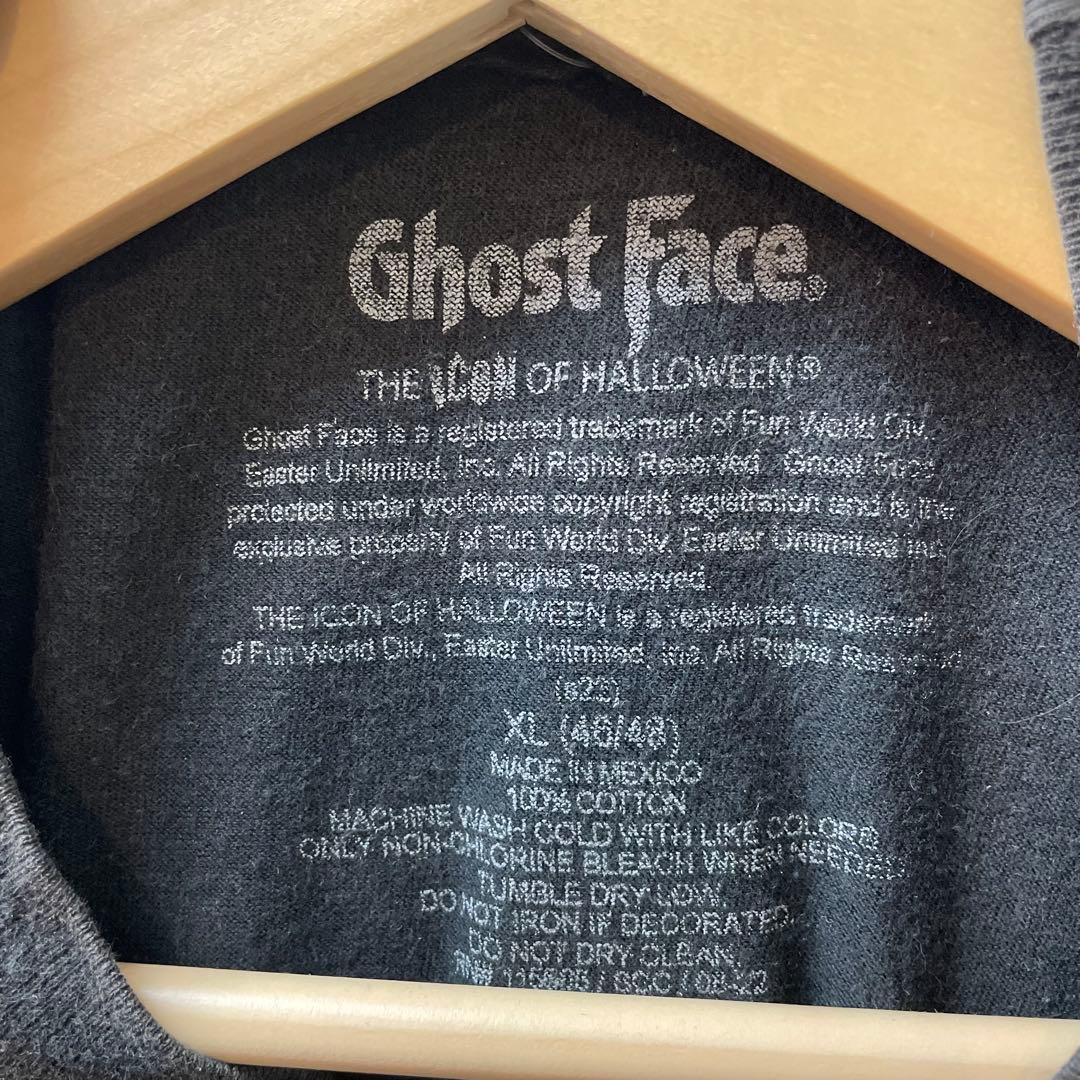 Ghost Face®
THE ICON OF HALLOWEEN®
Ghost Face is a registered trademark of Fun World Div.,
Easter Unlimited, Inc. All Rights Reserved. Ghost Face
protected under worldwide copyright registration and is the
exclusive property of Fun World Div. Easter Unlimited Inc.
All Rights Reserved.
THE ICON OF HALLOWEEN is a registered trademark
of Fun World Div., Easter Unlimited, Inc. All Rights Reserved
XL (46/48)
MADE IN MEXICO
100% COTTON
MACHINE WASH COLD WITH LIKE COLORS
ONLY NON-CHLORINE BLEACH WHEN NEEDED.
TUMBLE DRY LOW.
DO NOT IRON IF DECORATED.
DO NOT DRY CLEAN.